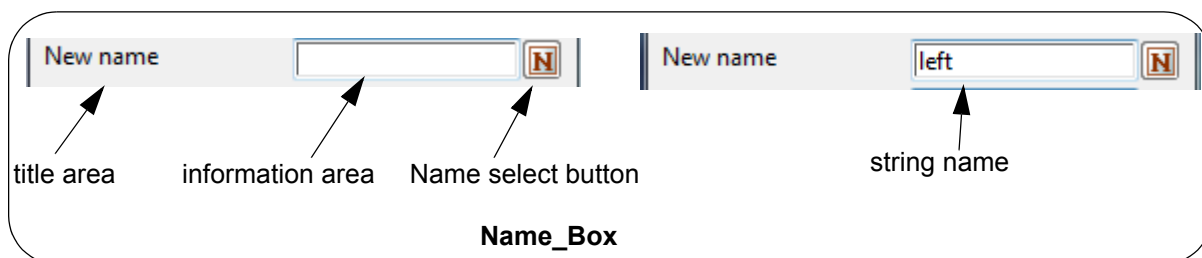 New name N New name left N
title area information area Name select button string name
Name_Box